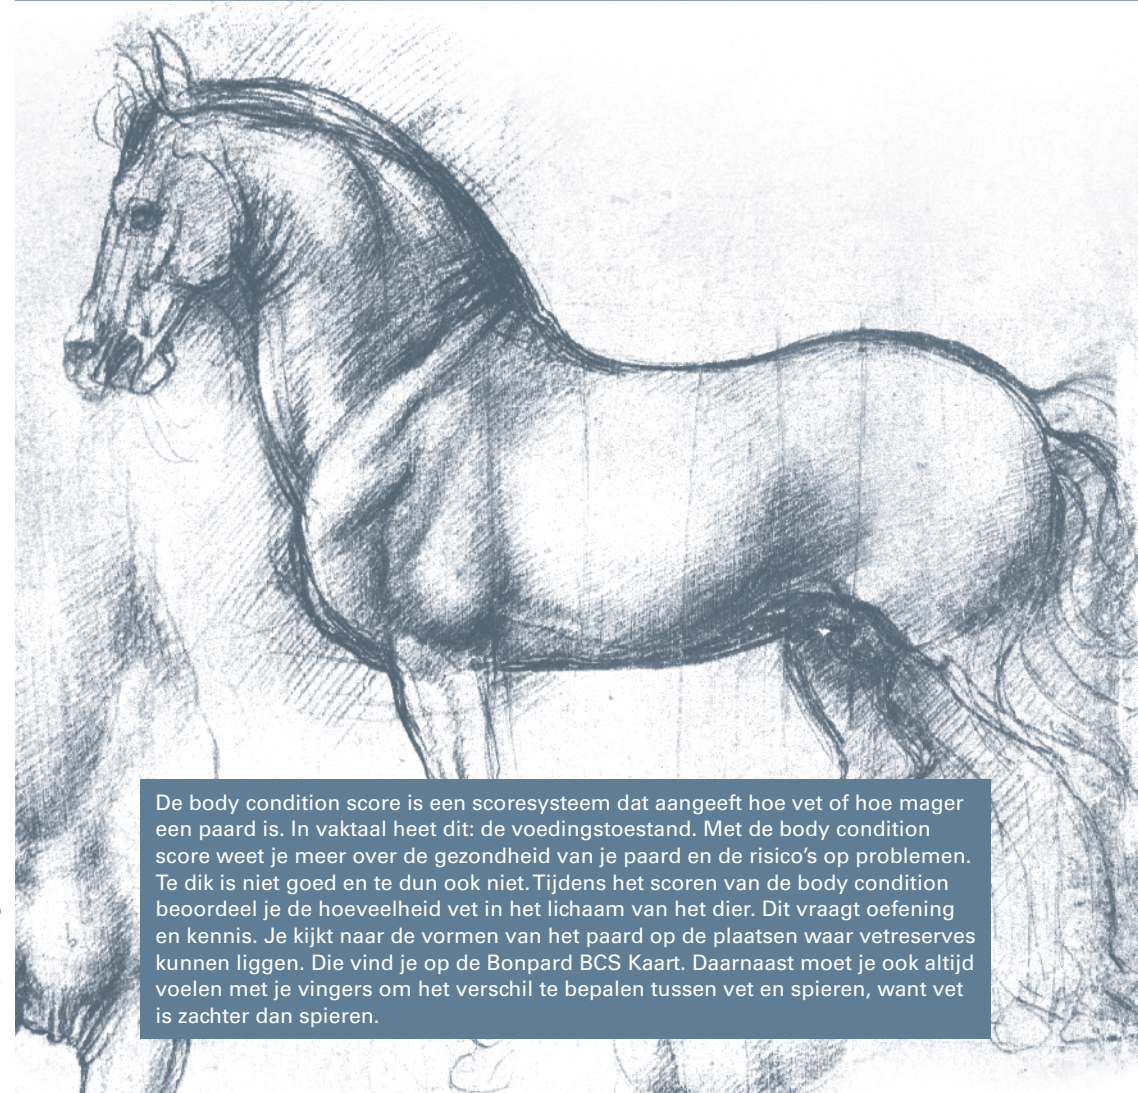 De body condition score is een scoresysteem dat aangeeft hoe vet of hoe mager
een paard is. In vaktaal heet dit: de voedingstoestand. Met de body condition
score weet je meer over de gezondheid van je paard en de risico’s op problemen.
Te dik is niet goed en te dun ook niet. Tijdens het scoren van de body condition
beoordeel je de hoeveelheid vet in het lichaam van het dier. Dit vraagt oefening
en kennis. Je kijkt naar de vormen van het paard op de plaatsen waar vetreserves
kunnen liggen. Die vind je op de Bonpard BCS Kaart. Daarnaast moet je ook altijd
voelen met je vingers om het verschil te bepalen tussen vet en spieren, want vet
is zachter dan spieren.